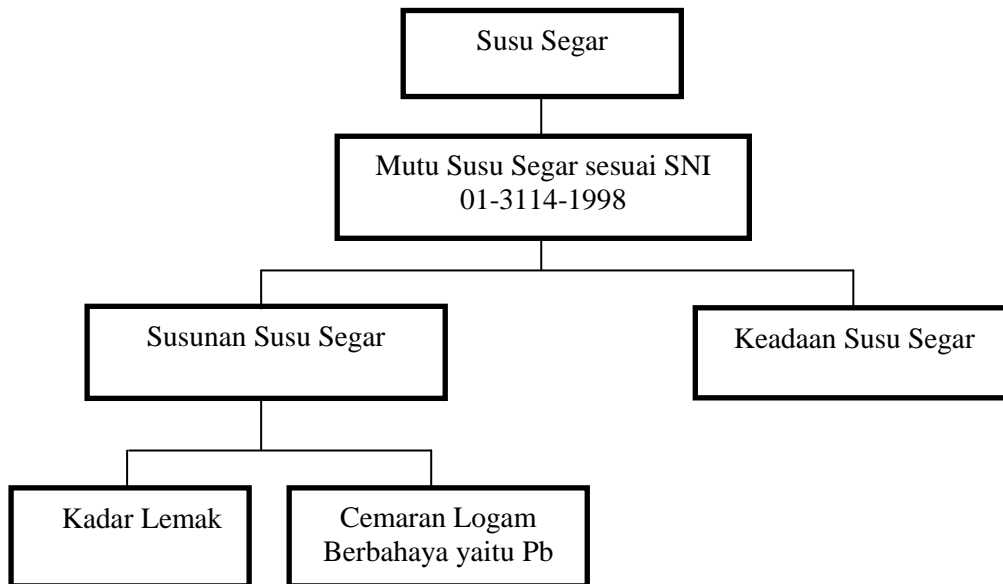 Susu Segar
Mutu Susu Segar sesuai SNI
01-3114-1998
Susunan Susu Segar
Keadaan Susu Segar
Kadar Lemak
Cemaran Logam
Berbahaya yaitu Pb